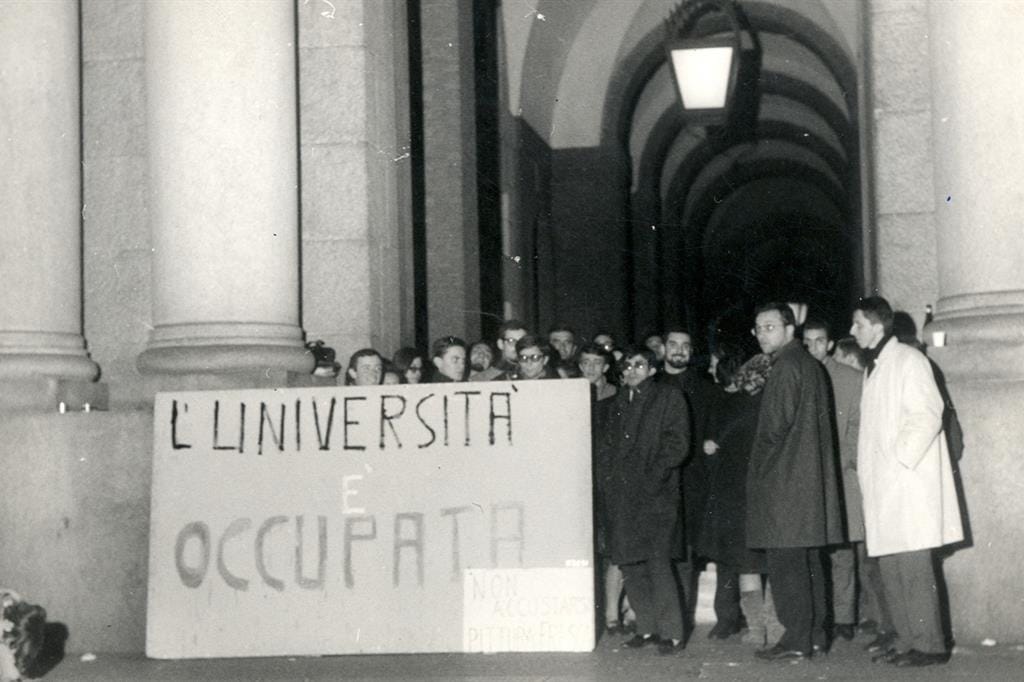 L'UNIVERSITÀ
È
OCCUPATA
NON
ACCOSTARSI
PITTURA FRESCA